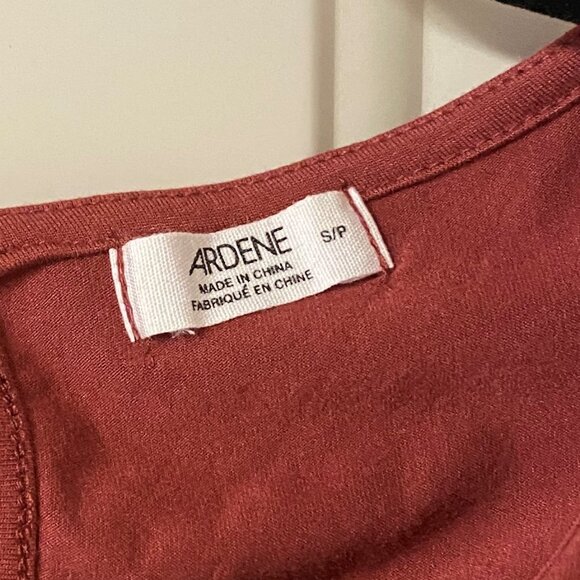 ARDENE S/P
MADE IN CHINA
FABRIQUÉ EN CHINE